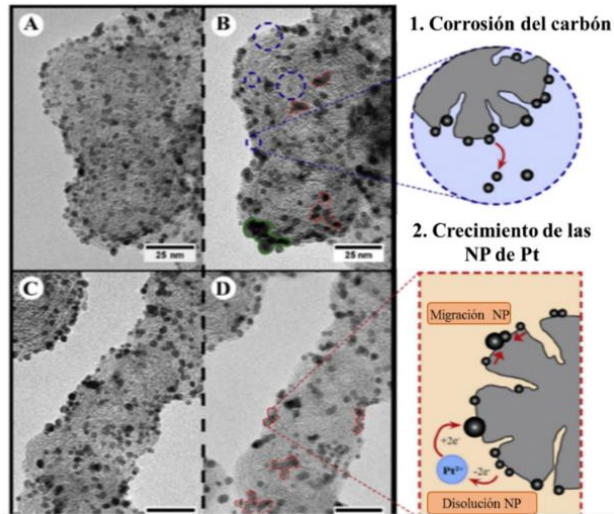 A
B
25 nm
25 nm
C
D
1. Corrosión del carbón
2. Crecimiento de las
NP de Pt
Migración NP
+2e-
Pt²⁺
-2e-
Disolución NP